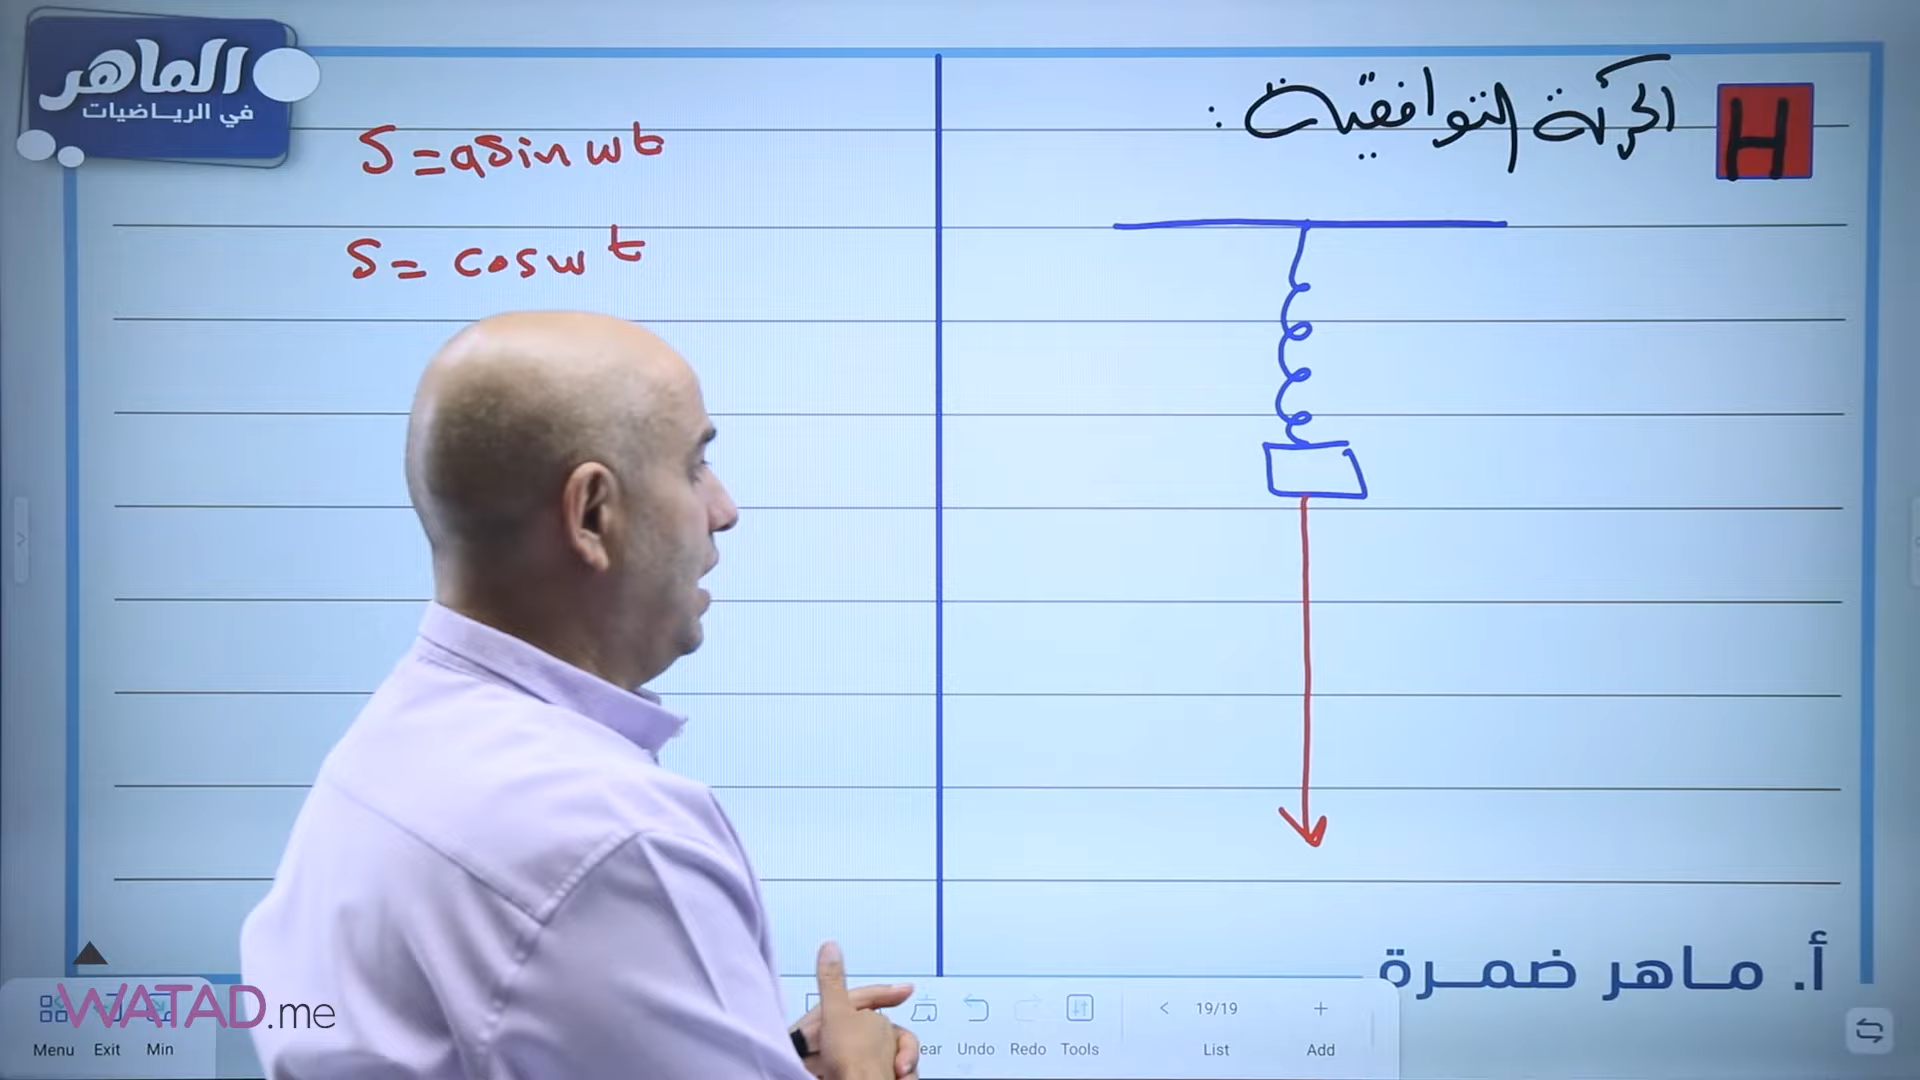 الماهر
في الرياضيات
H
الحركة التوافقية :
S = a sin wt
S = cos w t
أ. ماهر ضمرة
WATAD.me
Menu Exit Min
ear Undo Redo Tools
< 19/19 +
List Add